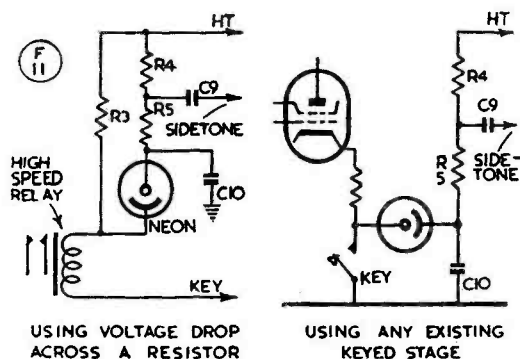 F
11
HT
R4
C9
R3
R5
SIDETONE
HIGH
SPEED
RELAY
C10
NEON
KEY
USING VOLTAGE DROP
ACROSS A RESISTOR
HT
R4
C9
R
5
SIDE-
TONE
KEY
C10
USING ANY EXISTING
KEYED STAGE